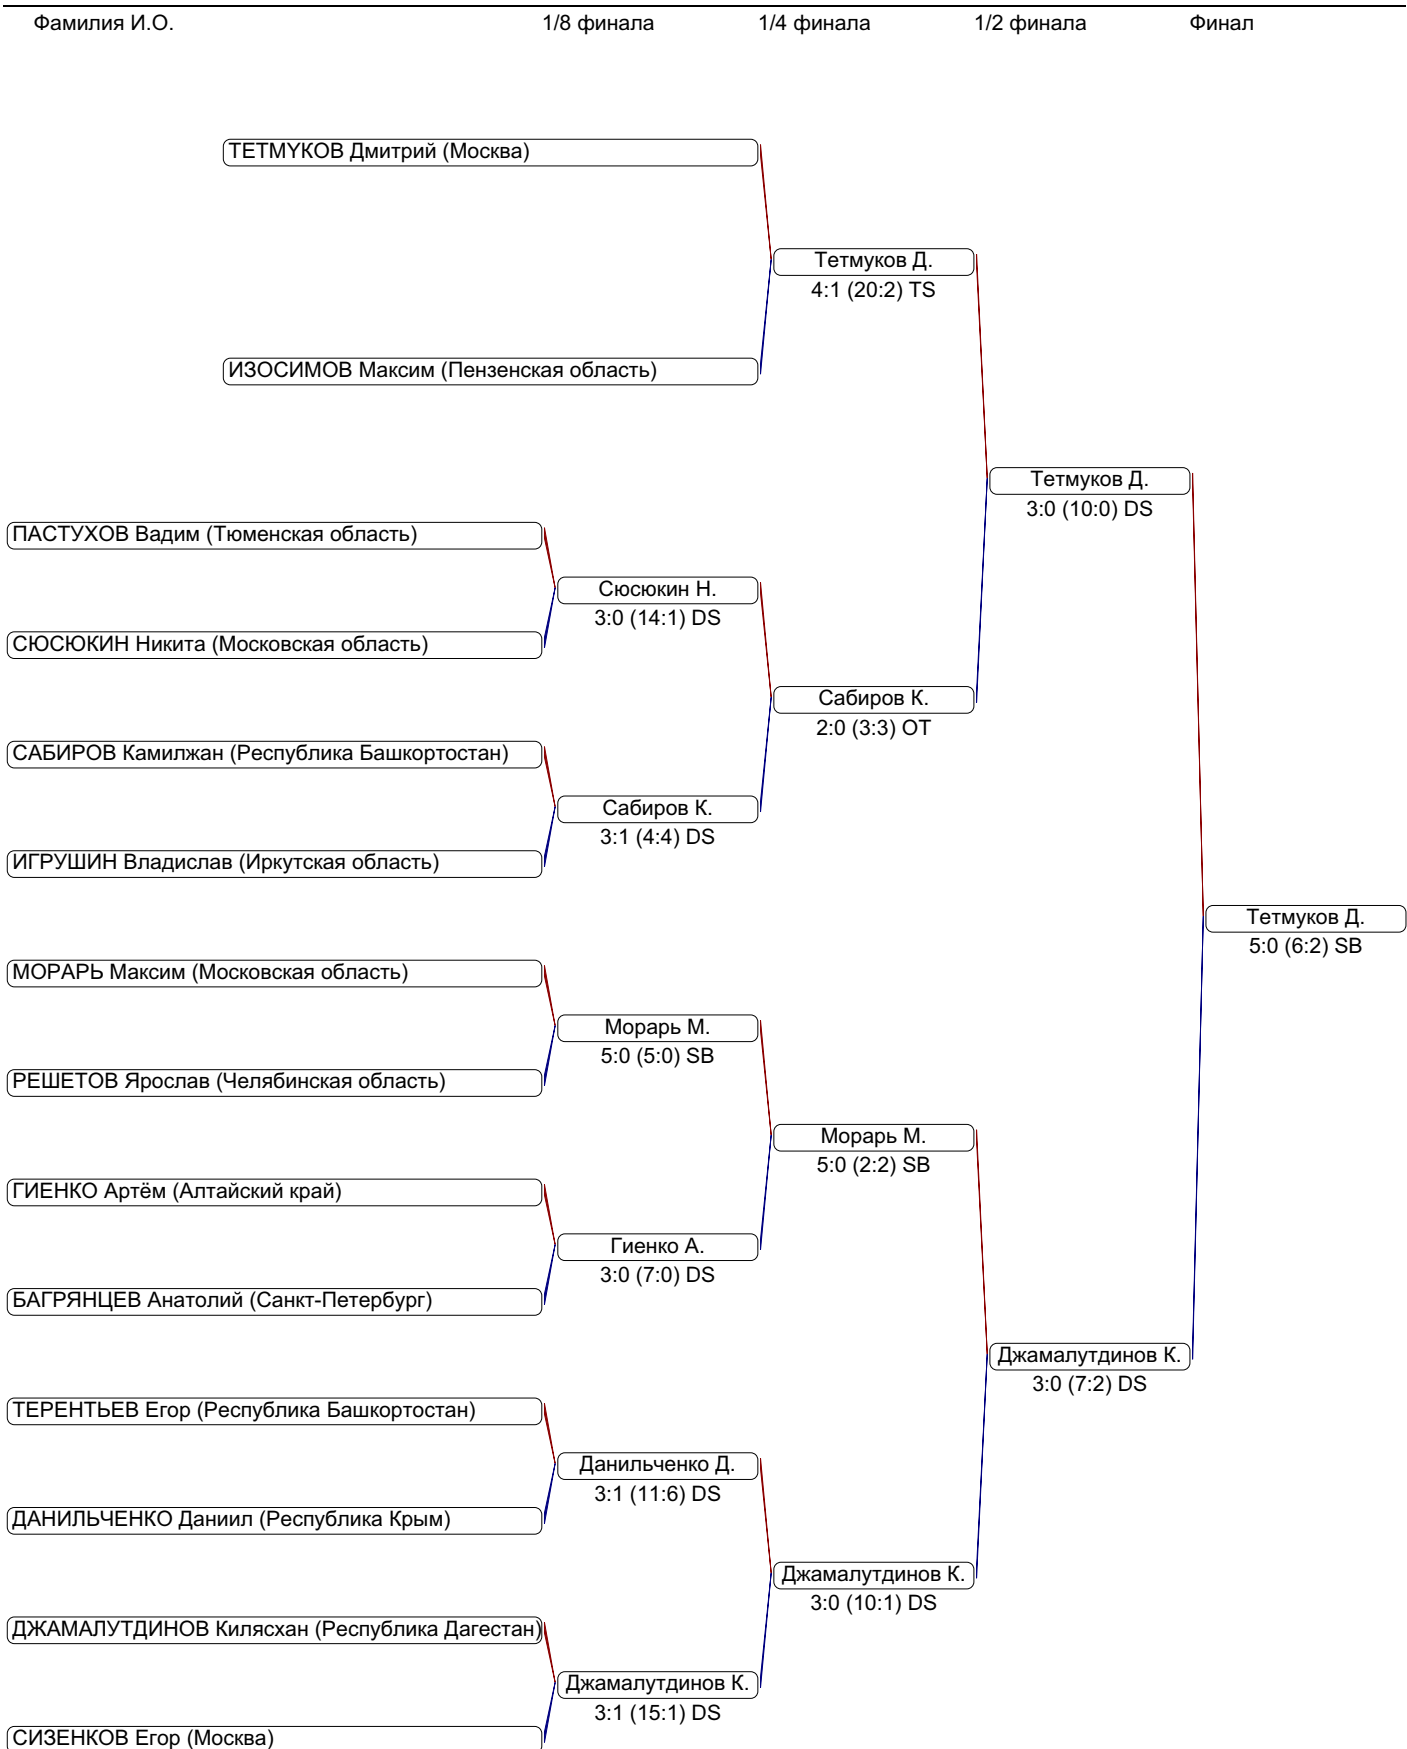 Фамилия И.О. 1/8 финала 1/4 финала 1/2 финала Финал
ТЕТМУКОВ Дмитрий (Москва)
Тетмуков Д.
4:1 (20:2) TS
ИЗОСИМОВ Максим (Пензенская область)
Тетмуков Д.
3:0 (10:0) DS
ПАСТУХОВ Вадим (Тюменская область)
Сюсюкин Н.
3:0 (14:1) DS
СЮСЮКИН Никита (Московская область)
Сабиров К.
2:0 (3:3) OT
САБИРОВ Камилжан (Республика Башкортостан)
Сабиров К.
3:1 (4:4) DS
ИГРУШИН Владислав (Иркутская область)
Тетмуков Д.
5:0 (6:2) SB
МОРАРЬ Максим (Московская область)
Морарь М.
5:0 (5:0) SB
РЕШЕТОВ Ярослав (Челябинская область)
Морарь М.
5:0 (2:2) SB
ГИЕНКО Артём (Алтайский край)
Гиенко А.
3:0 (7:0) DS
БАГРЯНЦЕВ Анатолий (Санкт-Петербург)
Джамалутдинов К.
3:0 (7:2) DS
ТЕРЕНТЬЕВ Егор (Республика Башкортостан)
Данильченко Д.
3:1 (11:6) DS
ДАНИЛЬЧЕНКО Даниил (Республика Крым)
Джамалутдинов К.
3:0 (10:1) DS
ДЖАМАЛУТДИНОВ Килясхан (Республика Дагестан)
Джамалутдинов К.
3:1 (15:1) DS
СИЗЕНКОВ Егор (Москва)